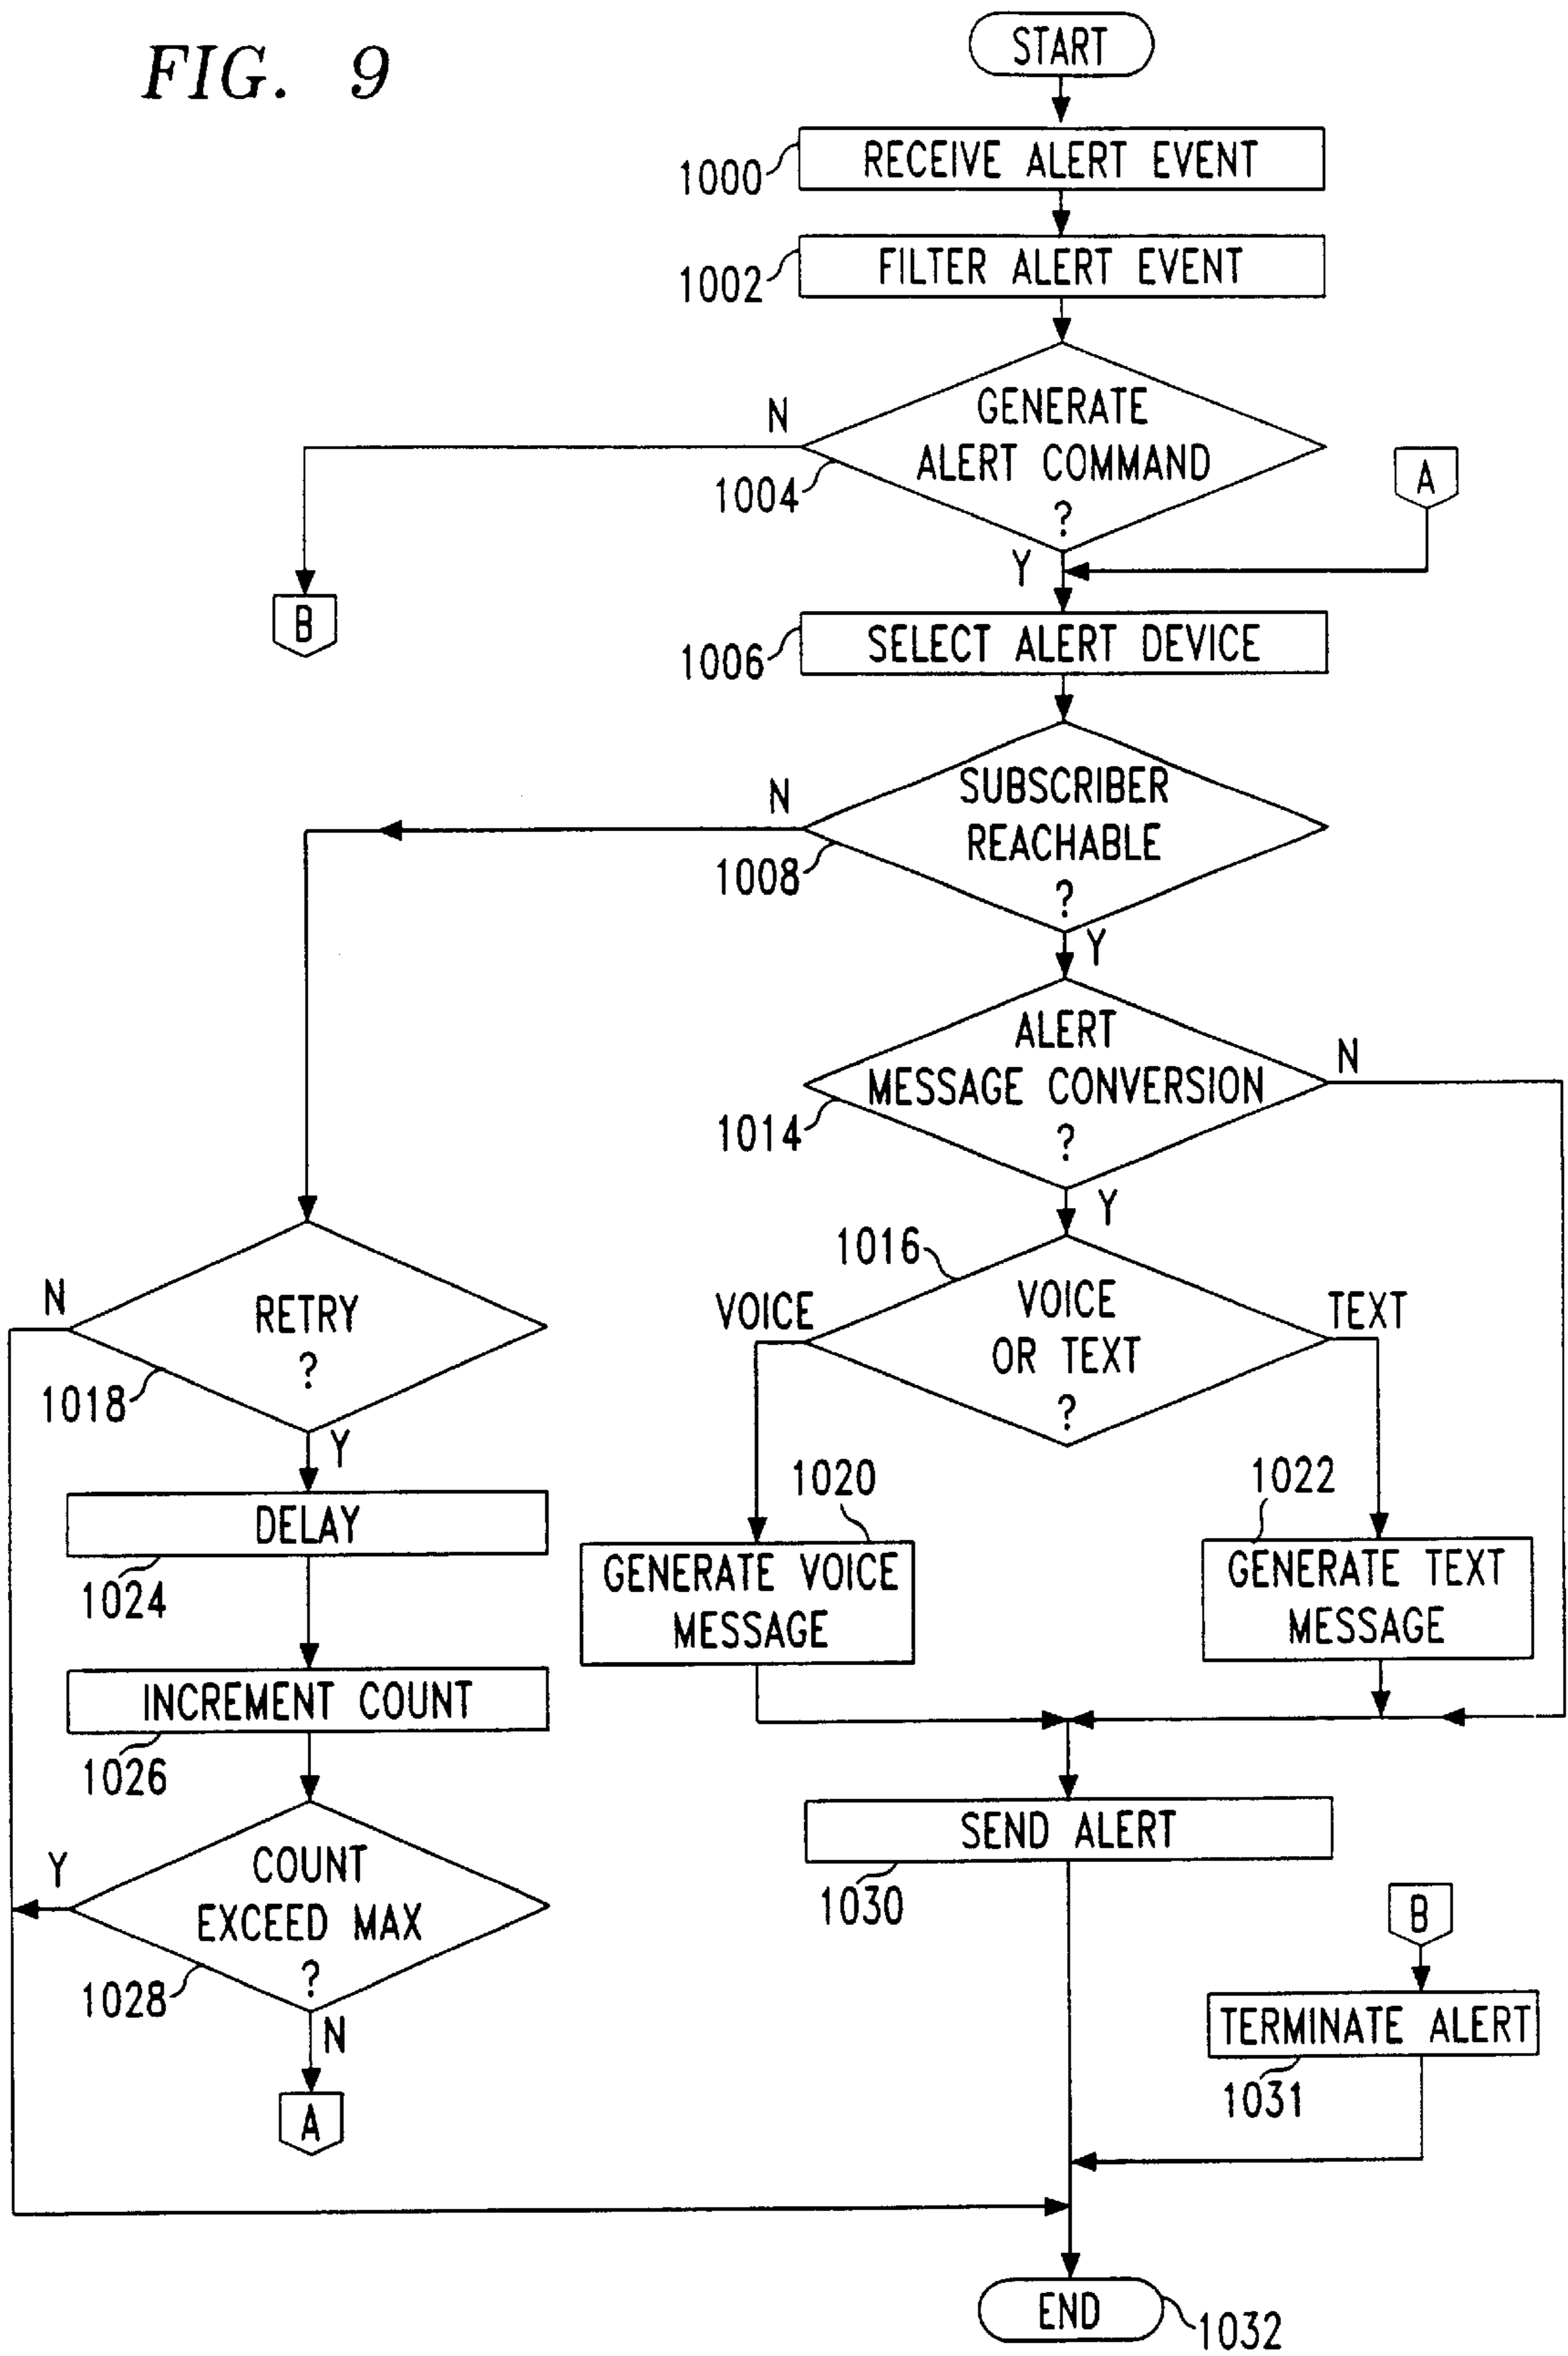 FIG. 9
START
1000
RECEIVE ALERT EVENT
1002
FILTER ALERT EVENT
N
GENERATE
ALERT COMMAND
?
1004
A
Y
B
1006
SELECT ALERT DEVICE
N
SUBSCRIBER
REACHABLE
?
1008
Y
ALERT
MESSAGE CONVERSION
?
N
1014
Y
1016
VOICE
VOICE
OR TEXT
?
TEXT
N
RETRY
?
1018
Y
1020
1022
DELAY
1024
GENERATE VOICE
MESSAGE
GENERATE TEXT
MESSAGE
INCREMENT COUNT
1026
SEND ALERT
1030
Y
COUNT
EXCEED MAX
?
1028
N
A
B
TERMINATE ALERT
1031
END
1032